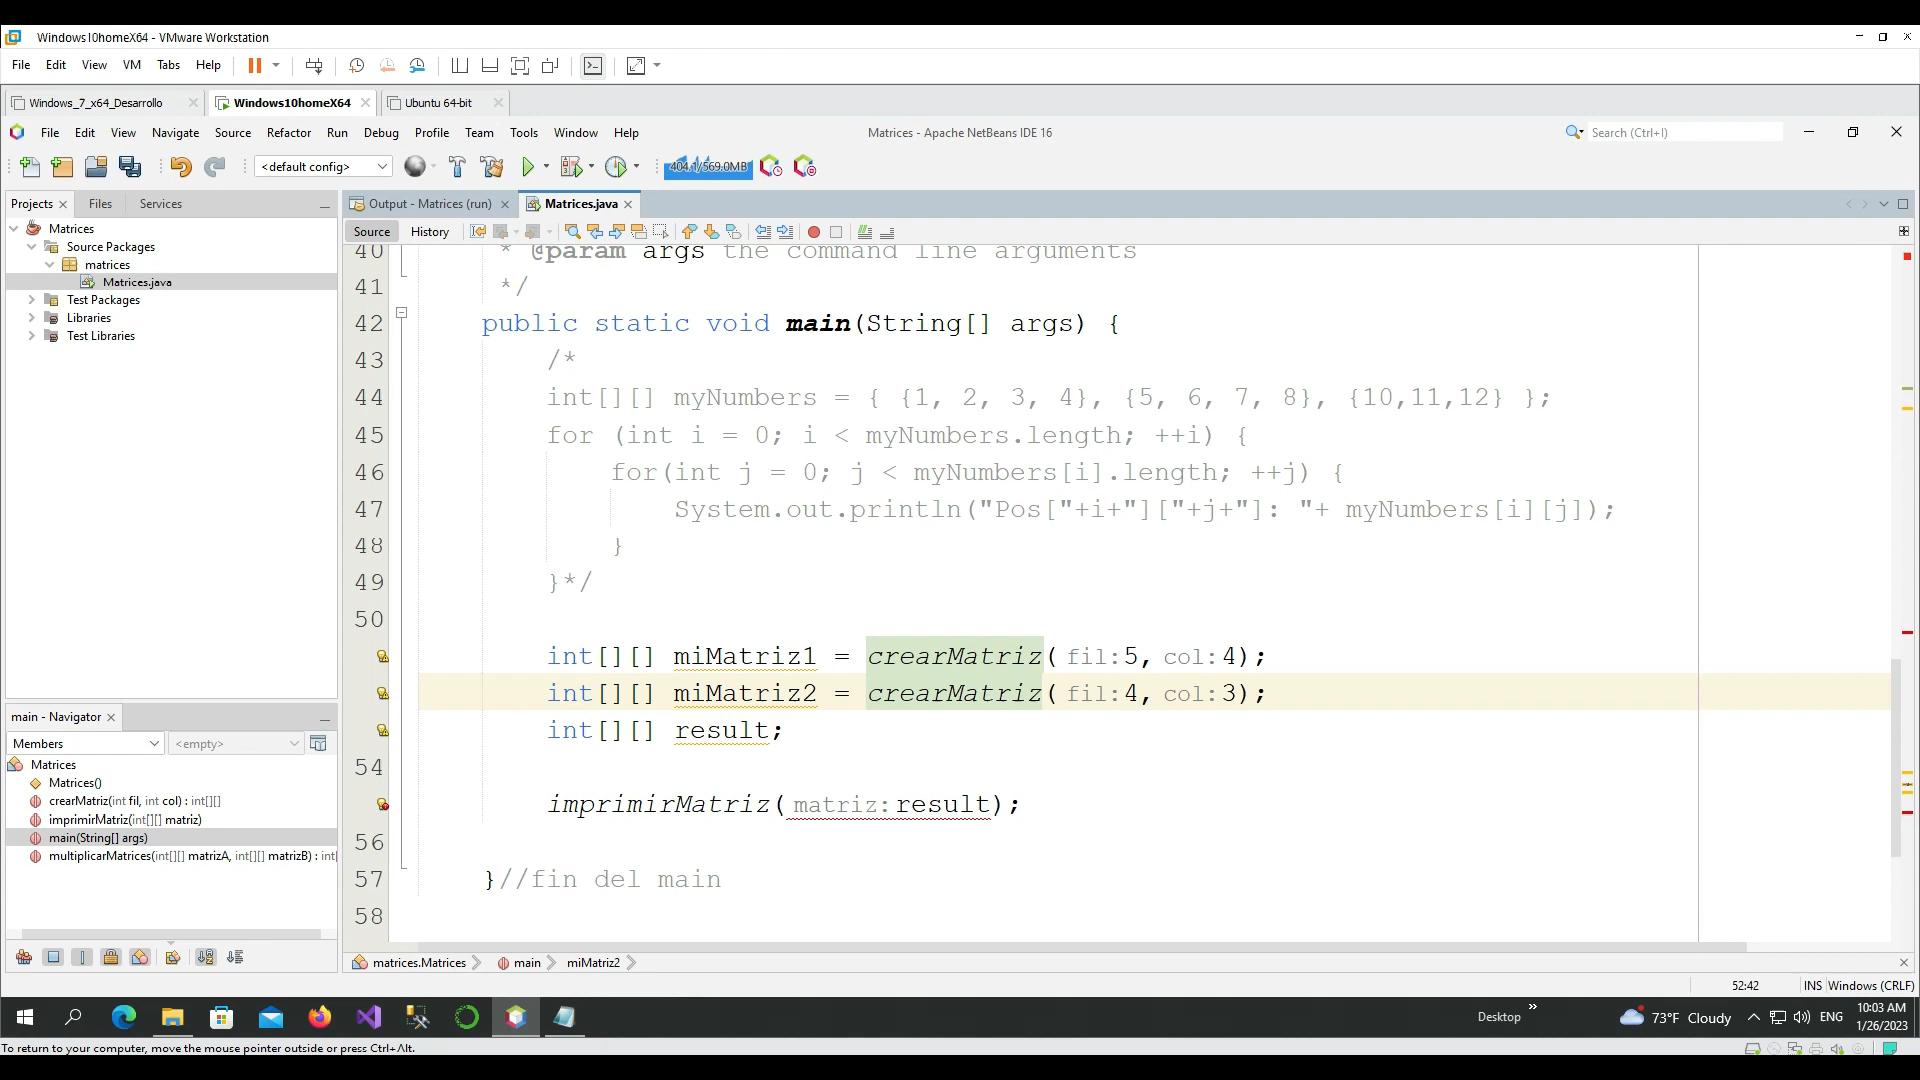 Windows10homeX64 - VMware Workstation
File Edit View VM Tabs Help
Windows_7_x64_Desarrollo Windows10homeX64 Ubuntu 64-bit
File Edit View Navigate Source Refactor Run Debug Profile Team Tools Window Help Matrices - Apache NetBeans IDE 16 Search (Ctrl+I)
<default config> 404.1/569.0MB
Projects Files Services Output - Matrices (run) Matrices.java
Source History
Matrices
Source Packages
matrices
Matrices.java
Test Packages
Libraries
Test Libraries
40 * @param args the command line arguments
41 */
42 public static void main(String[] args) {
43 /*
44 int[][] myNumbers = { {1, 2, 3, 4}, {5, 6, 7, 8}, {10,11,12} };
45 for (int i = 0; i < myNumbers.length; ++i) {
46 for(int j = 0; j < myNumbers[i].length; ++j) {
47 System.out.println("Pos["+i+"]["+j+"]: "+ myNumbers[i][j]);
48 }
49 }*/
50
int[][] miMatriz1 = crearMatriz( fil:5, col:4);
int[][] miMatriz2 = crearMatriz( fil:4, col:3);
int[][] result;
54
imprimirMatriz( matriz:result);
56
57 }//fin del main
58
main - Navigator
Members <empty>
Matrices
Matrices()
crearMatriz(int fil, int col) : int[][]
imprimirMatriz(int[][] matriz)
main(String[] args)
multiplicarMatrices(int[][] matrizA, int[][] matrizB) : int[
matrices.Matrices main miMatriz2
52:42 INS Windows (CRLF)
Desktop » 73°F Cloudy ENG 10:03 AM
1/26/2023
To return to your computer, move the mouse pointer outside or press Ctrl+Alt.